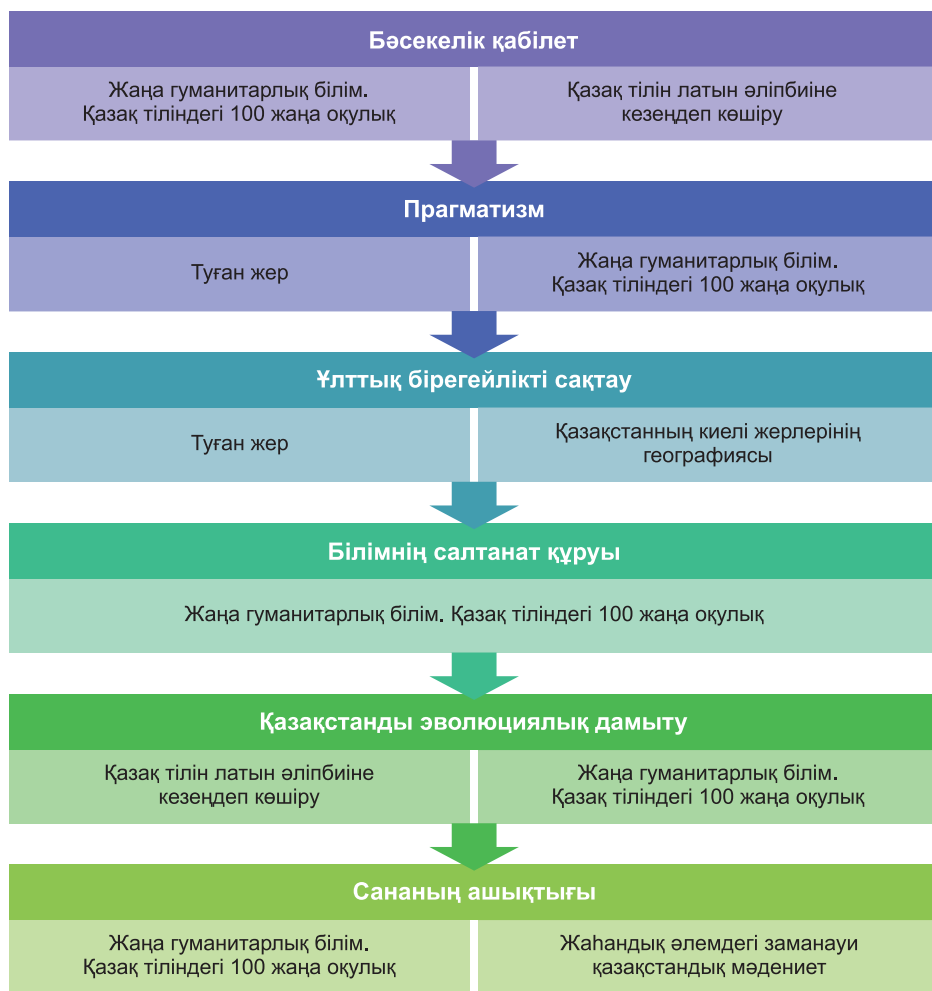 Бәсекелік қабілет
Жаңа гуманитарлық білім.
Қазақ тіліндегі 100 жаңа оқулық
Қазақ тілін латын әліпбиіне
кезеңдеп көшіру
Прагматизм
Туған жер
Жаңа гуманитарлық білім.
Қазақ тіліндегі 100 жаңа оқулық
Ұлттық бірегейлікті сақтау
Туған жер
Қазақстанның киелі жерлерінің
географиясы
Білімнің салтанат құруы
Жаңа гуманитарлық білім. Қазақ тіліндегі 100 жаңа оқулық
Қазақстанды эволюциялық дамыту
Қазақ тілін латын әліпбиіне
кезеңдеп көшіру
Жаңа гуманитарлық білім.
Қазақ тіліндегі 100 жаңа оқулық
Сананың ашықтығы
Жаңа гуманитарлық білім.
Қазақ тіліндегі 100 жаңа оқулық
Жаһандық әлемдегі заманауи
қазақстандық мәдениет